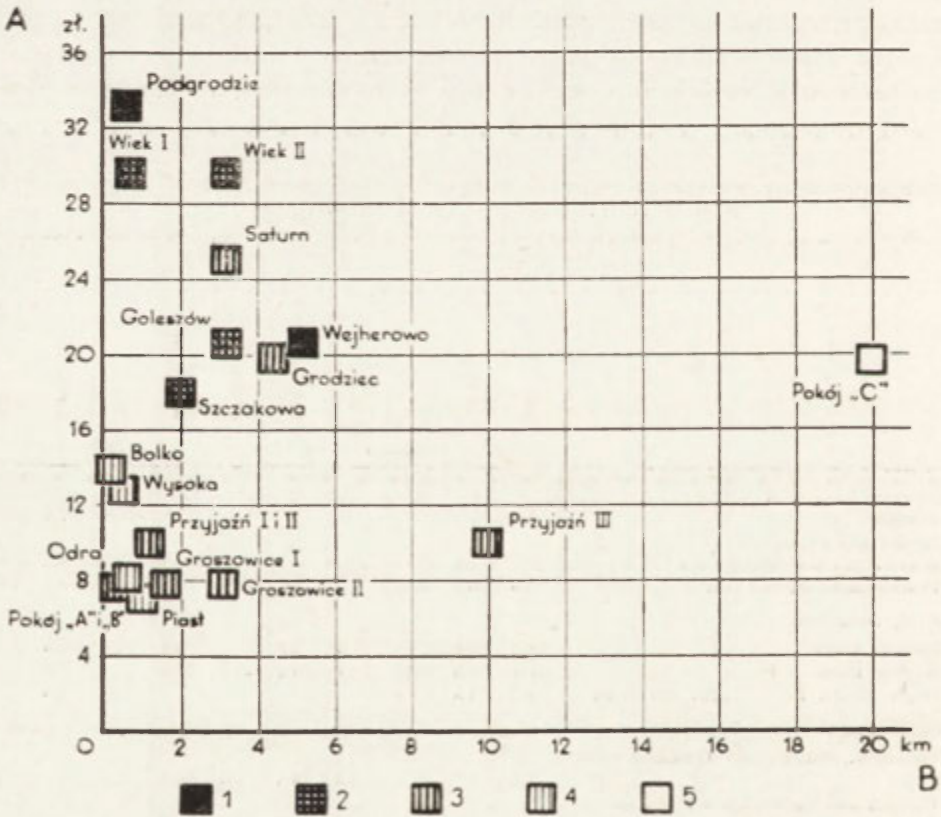 A zł.
36
Podgrodzie
32
Wiek I Wiek II
28
Saturn
24
Goleszów Wejherowo
20
Grodziec
Pokój „C”
Szczakowa
16
Bolko
Wysoka
12
Przyjaźń I i II Przyjaźń III
Odra Groszowice I
8
Groszowice II
Pokój „A” i „B” Piast
4
0 2 4 6 8 10 12 14 16 18 20 km
B
1 2 3 4 5